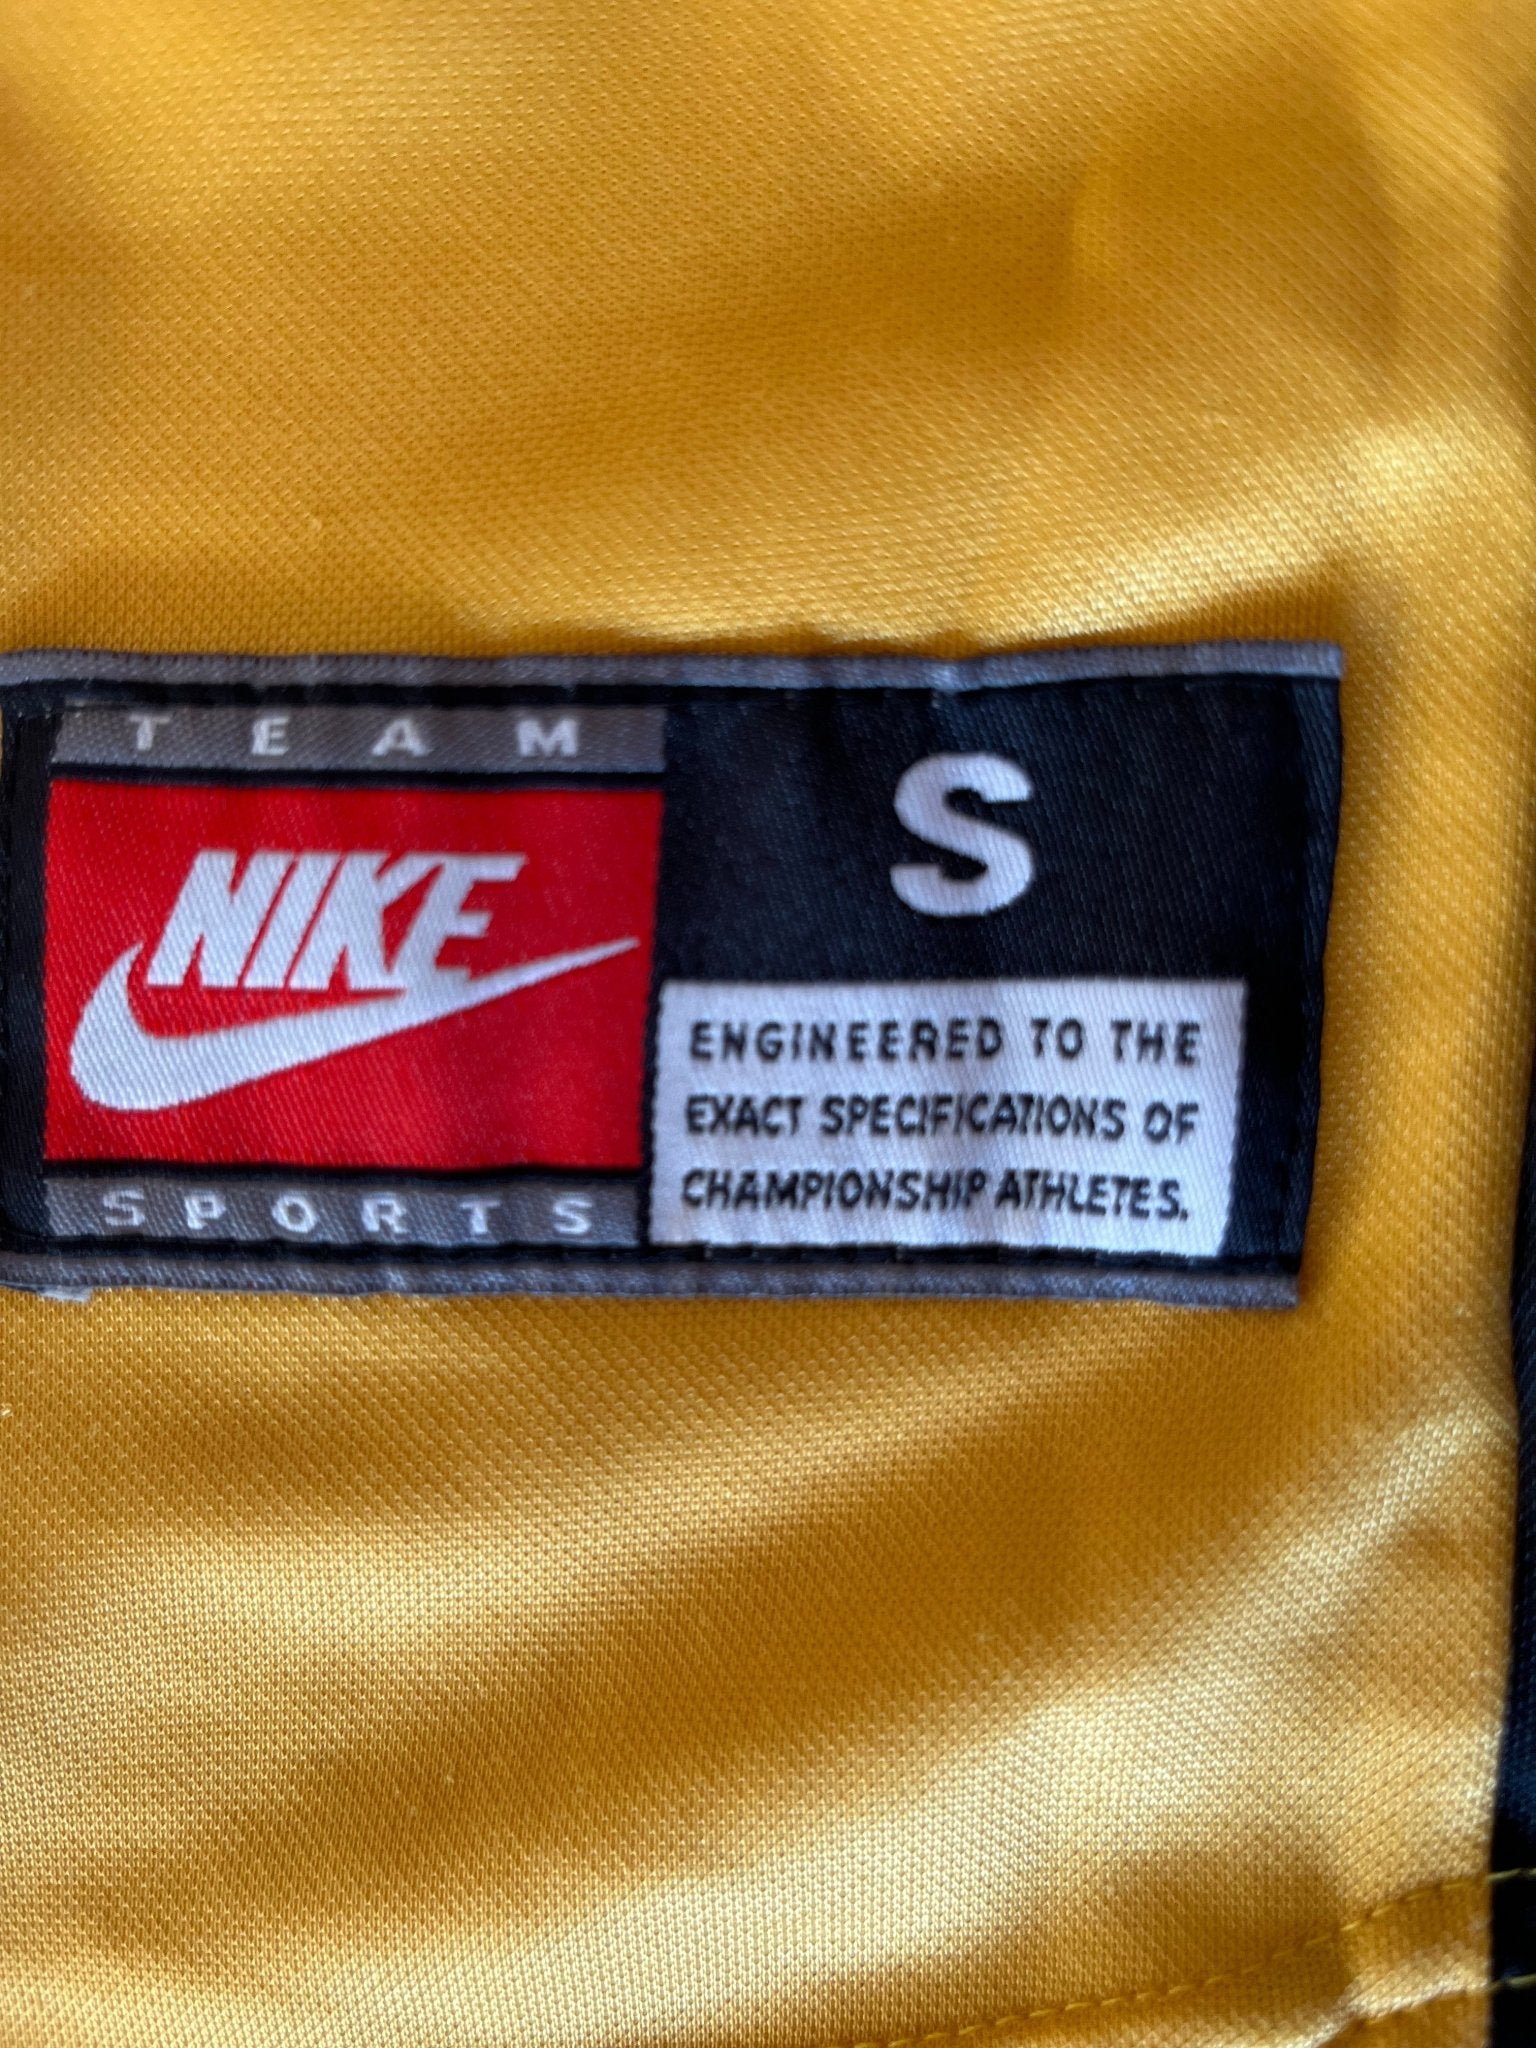 TEAM
NIKE
SPORTS
S
ENGINEERED TO THE
EXACT SPECIFICATIONS OF
CHAMPIONSHIP ATHLETES.